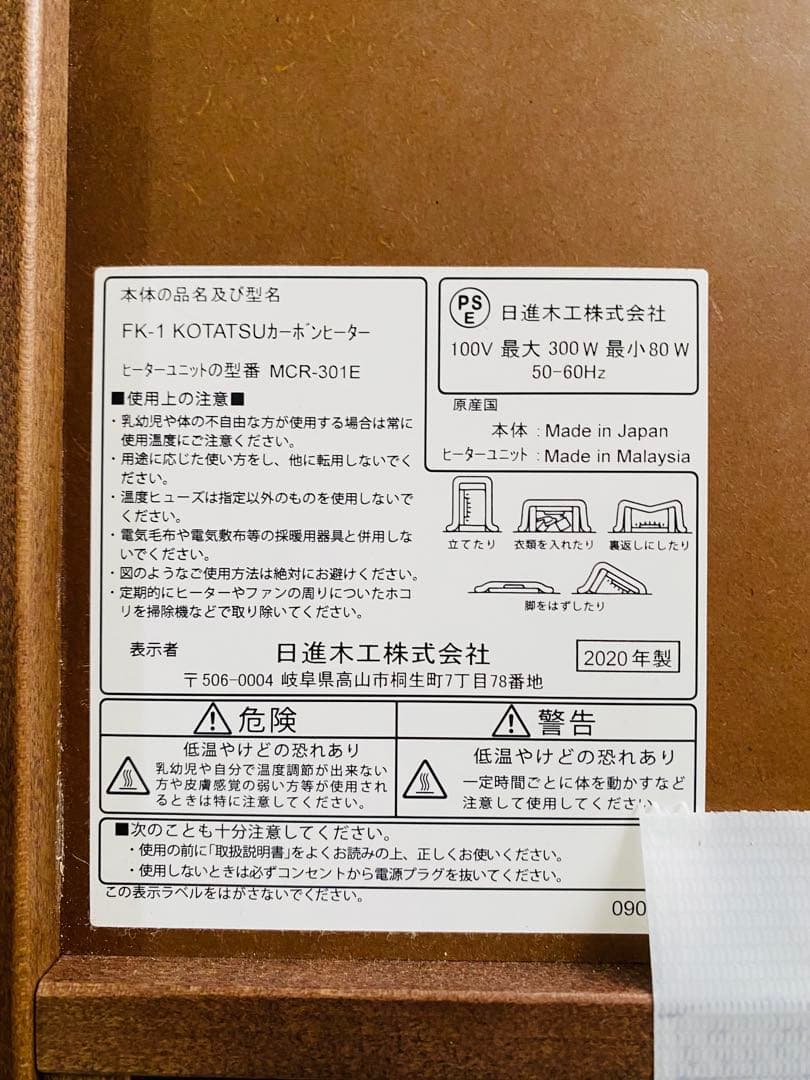 本体の品名及び型名
FK-1 KOTATSUカーボンヒーター
ヒーターユニットの型番 MCR-301E
■使用上の注意■
・乳幼児や体の不自由な方が使用する場合は常に
使用温度にご注意ください。
・用途に応じた使い方をし、他に転用しないでく
ださい。
・温度ヒューズは指定以外のものを使用しないで
ください。
・電気毛布や電気敷布等の採暖用器具と併用しな
いでください。
・図のようなご使用方法は絶対にお避けください。
・定期的にヒーターやファンの周りについたホコ
リを掃除機などで取り除いてください。
PSE 日進木工株式会社
100V 最大 300W 最小80W
50-60Hz
原産国
本体 : Made in Japan
ヒーターユニット : Made in Malaysia
立てたり 衣類を入れたり 裏返しにしたり
脚をはずしたり
表示者 日進木工株式会社 2020年製
〒506-0004 岐阜県高山市桐生町7丁目78番地
危険
低温やけどの恐れあり
乳幼児や自分で温度調節が出来ない
方や皮膚感覚の弱い方等が使用され
るときは特に注意してください。
警告
低温やけどの恐れあり
一定時間ごとに体を動かすなど
注意して使用してください。
■次のことも十分注意してください。
・使用の前に「取扱説明書」をよくお読みの上、正しくお使いください。
・使用しないときは必ずコンセントから電源プラグを抜いてください。
この表示ラベルをはがさないでください。
090